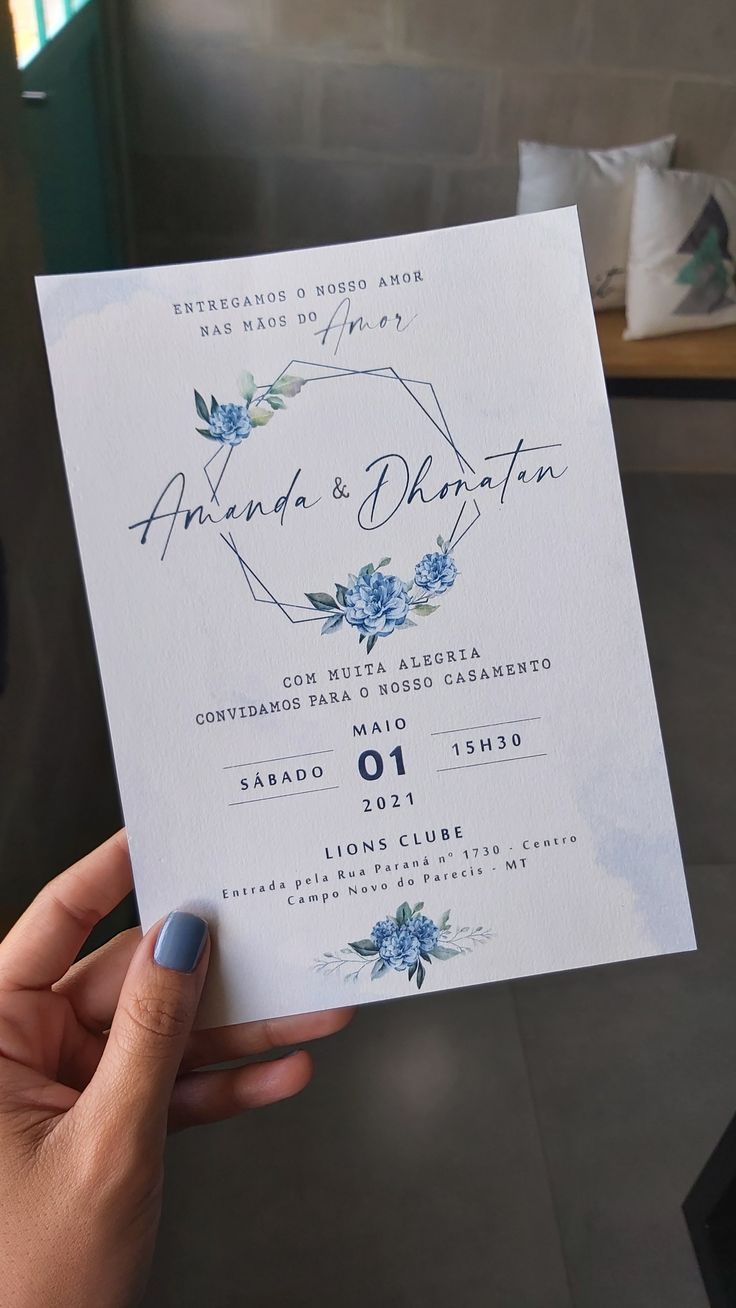 ENTREGAMOS O NOSSO AMOR
NAS MÃOS DO Amor
Amanda & Dhonatan
COM MUITA ALEGRIA
CONVIDAMOS PARA O NOSSO CASAMENTO
MAIO
SÁBADO 01 15H30
2021
LIONS CLUBE
Entrada pela Rua Paraná nº 1730 - Centro
Campo Novo do Parecis - MT